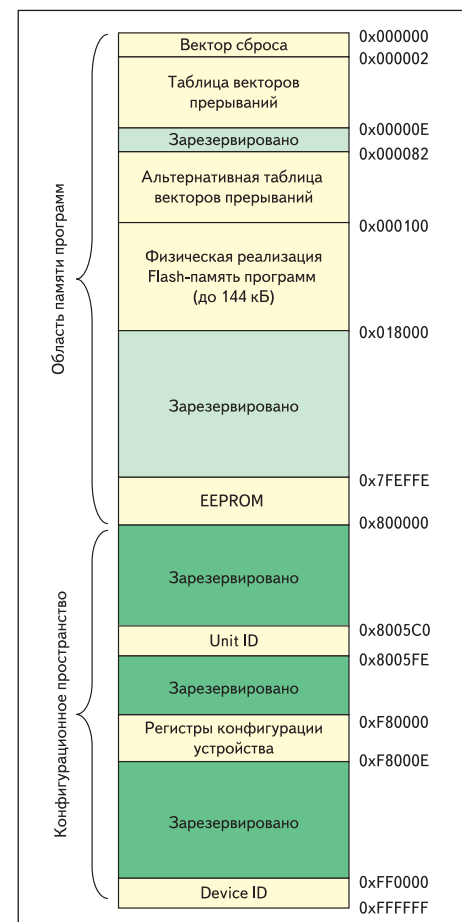 Вектор сброса
0x000000
0x000002
Таблица векторов
прерываний
0x00000E
Зарезервировано
0x000082
Альтернативная таблица
векторов прерываний
0x000100
Физическая реализация
Flash-память программ
(до 144 кБ)
0x018000
Зарезервировано
0x7FEFFE
EEPROM
0x800000
Область памяти программ
Зарезервировано
0x8005C0
Unit ID
0x8005FE
Зарезервировано
0xF80000
Регистры конфигурации
устройства
0xF8000E
Зарезервировано
0xFF0000
Device ID
0xFFFFFF
Конфигурационное пространство